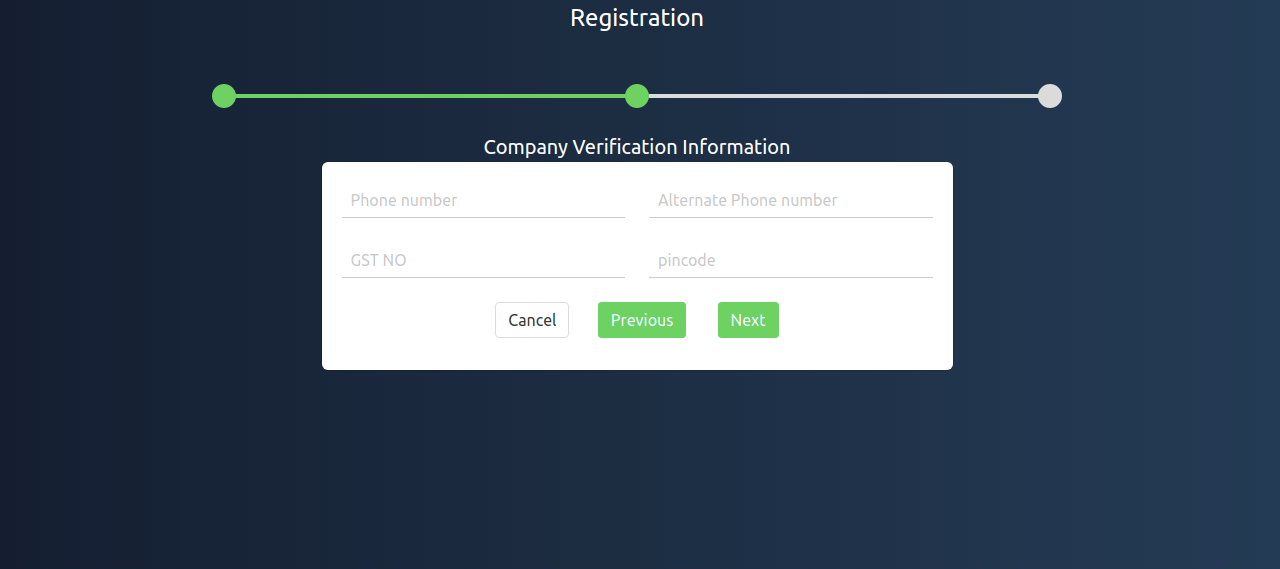 Registration
Company Verification Information
Phone number Alternate Phone number
GST NO pincode
Cancel Previous Next